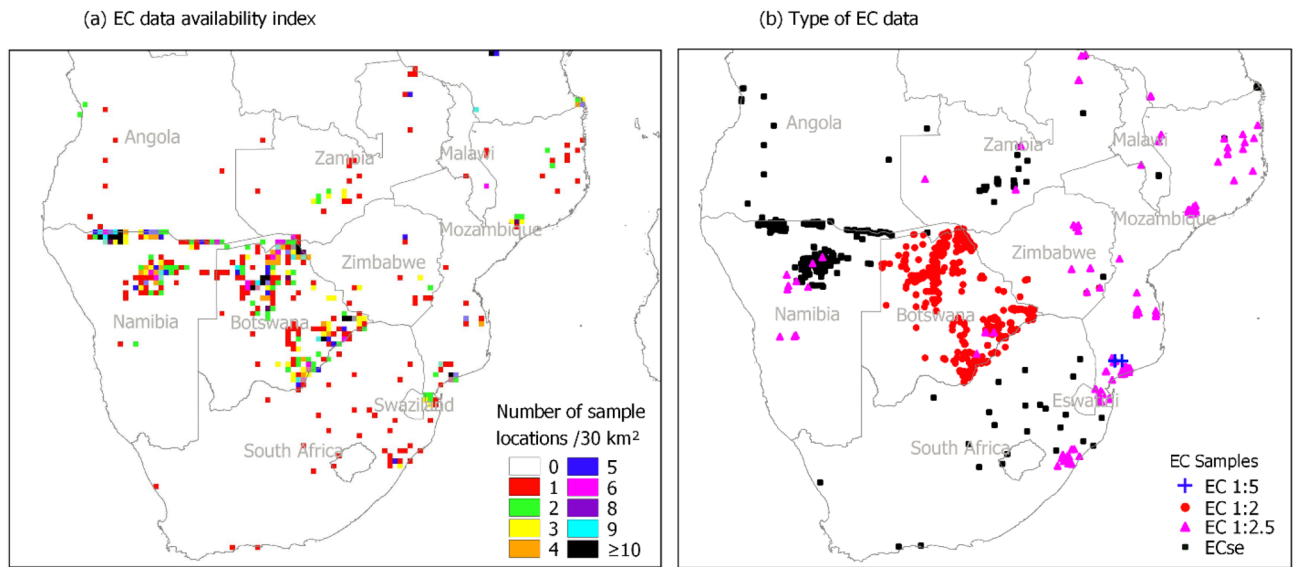 (a) EC data availability index
Angola
Zambia
Malawi
Mozambique
Zimbabwe
Namibia
Botswana
Swaziland
South Africa
Number of sample
locations /30 km²
0
5
1
6
2
8
3
9
4
≥10
(b) Type of EC data
Angola
Zambia
Malawi
Mozambique
Zimbabwe
Namibia
Botswana
Eswatini
South Africa
EC Samples
EC 1:5
EC 1:2
EC 1:2.5
ECse